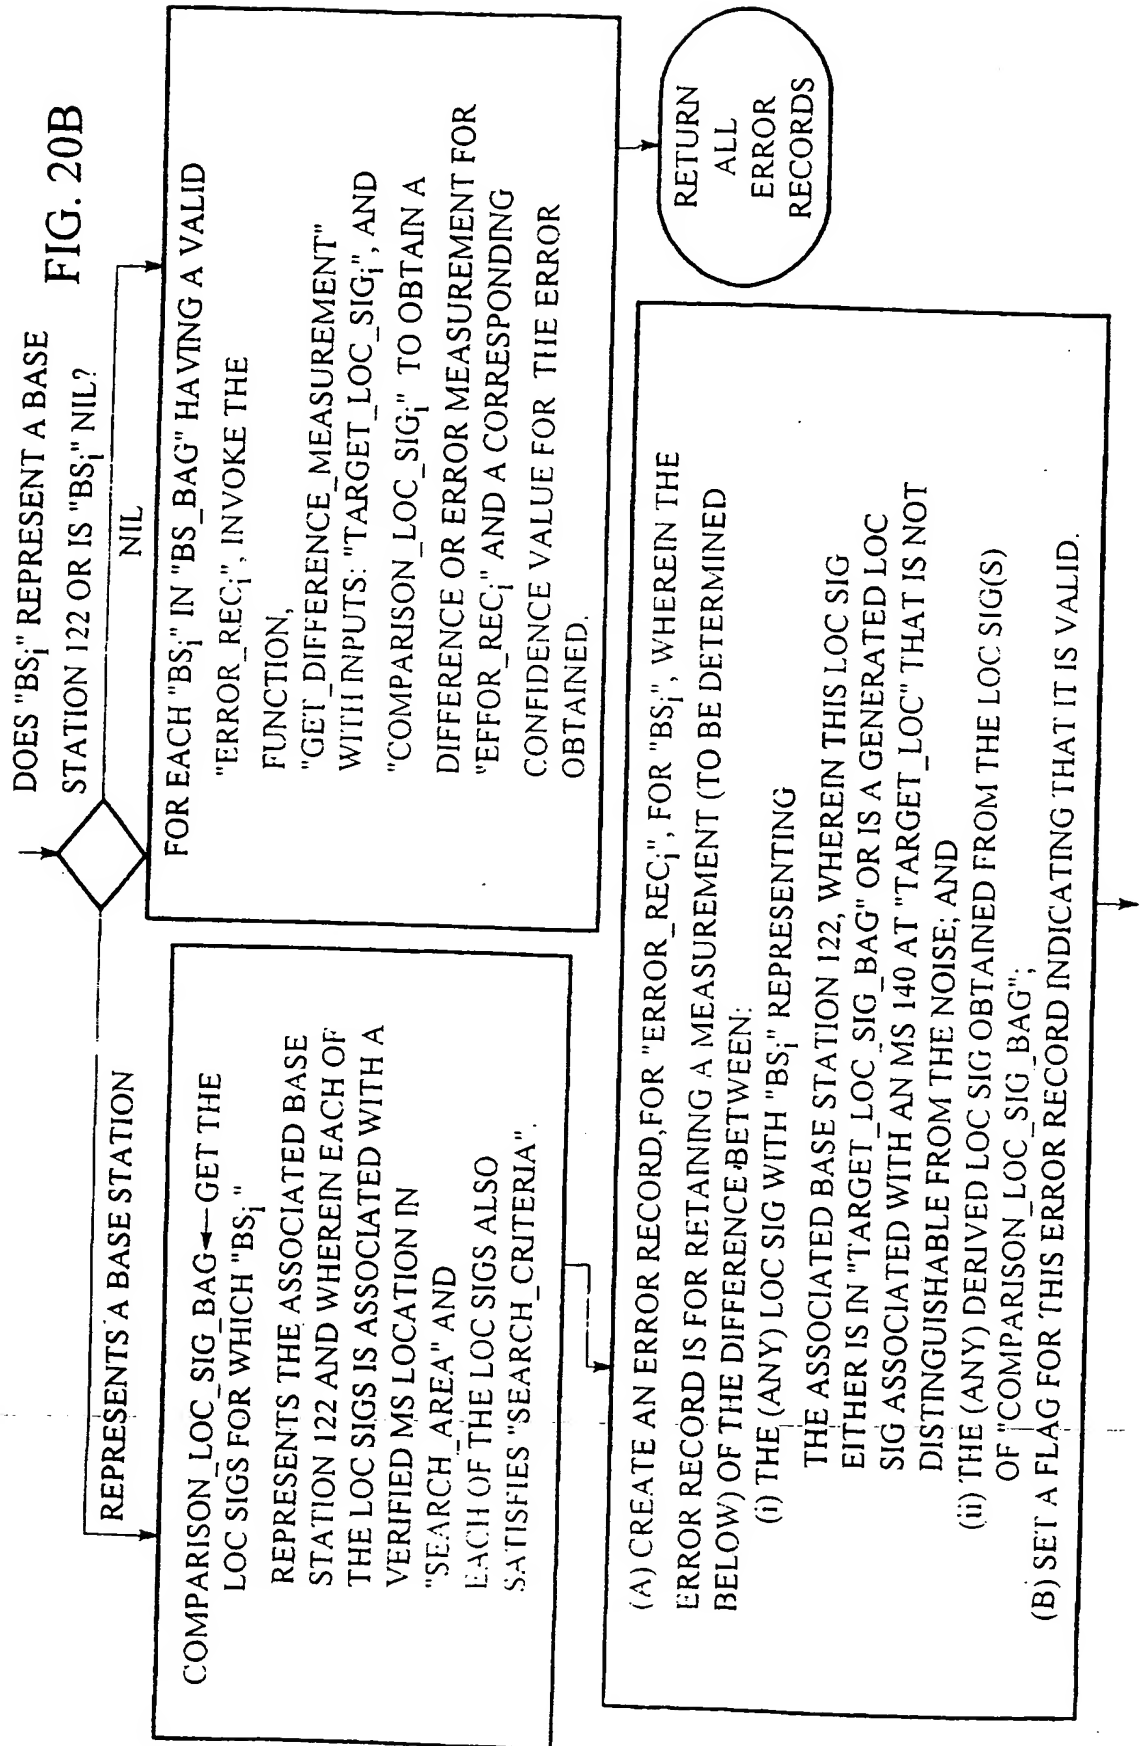 FIG. 20B
DOES "BSi" REPRESENT A BASE
STATION 122 OR IS "BSi" NIL?
NIL
REPRESENTS A BASE STATION
FOR EACH "BSi" IN "BS_BAG" HAVING A VALID
"ERROR_RECi", INVOKE THE
FUNCTION,
"GET_DIFFERENCE_MEASUREMENT"
WITH INPUTS: "TARGET_LOC_SIGi", AND
"COMPARISON_LOC_SIGi" TO OBTAIN A
DIFFERENCE OR ERROR MEASUREMENT FOR
"EFFOR_RECi" AND A CORRESPONDING
CONFIDENCE VALUE FOR THE ERROR
OBTAINED.
RETURN
ALL
ERROR
RECORDS
COMPARISON_LOC_SIG_BAG←GET THE
LOC SIGS FOR WHICH "BSi"
REPRESENTS THE ASSOCIATED BASE
STATION 122 AND WHEREIN EACH OF
THE LOC SIGS IS ASSOCIATED WITH A
VERIFIED MS LOCATION IN
"SEARCH_AREA" AND
EACH OF THE LOC SIGS ALSO
SATISFIES "SEARCH_CRITERIA".
(A) CREATE AN ERROR RECORD, FOR "ERROR_RECi", FOR "BSi", WHEREIN THE
ERROR RECORD IS FOR RETAINING A MEASUREMENT (TO BE DETERMINED
BELOW) OF THE DIFFERENCE BETWEEN:
(i) THE (ANY) LOC SIG WITH "BSi" REPRESENTING
THE ASSOCIATED BASE STATION 122, WHEREIN THIS LOC SIG
EITHER IS IN "TARGET_LOC_SIG_BAG" OR IS A GENERATED LOC
SIG ASSOCIATED WITH AN MS 140 AT "TARGET_LOC" THAT IS NOT
DISTINGUISHABLE FROM THE NOISE; AND
(ii) THE (ANY) DERIVED LOC SIG OBTAINED FROM THE LOC SIG(S)
OF "COMPARISON_LOC_SIG_BAG";
(B) SET A FLAG FOR THIS ERROR RECORD INDICATING THAT IT IS VALID.